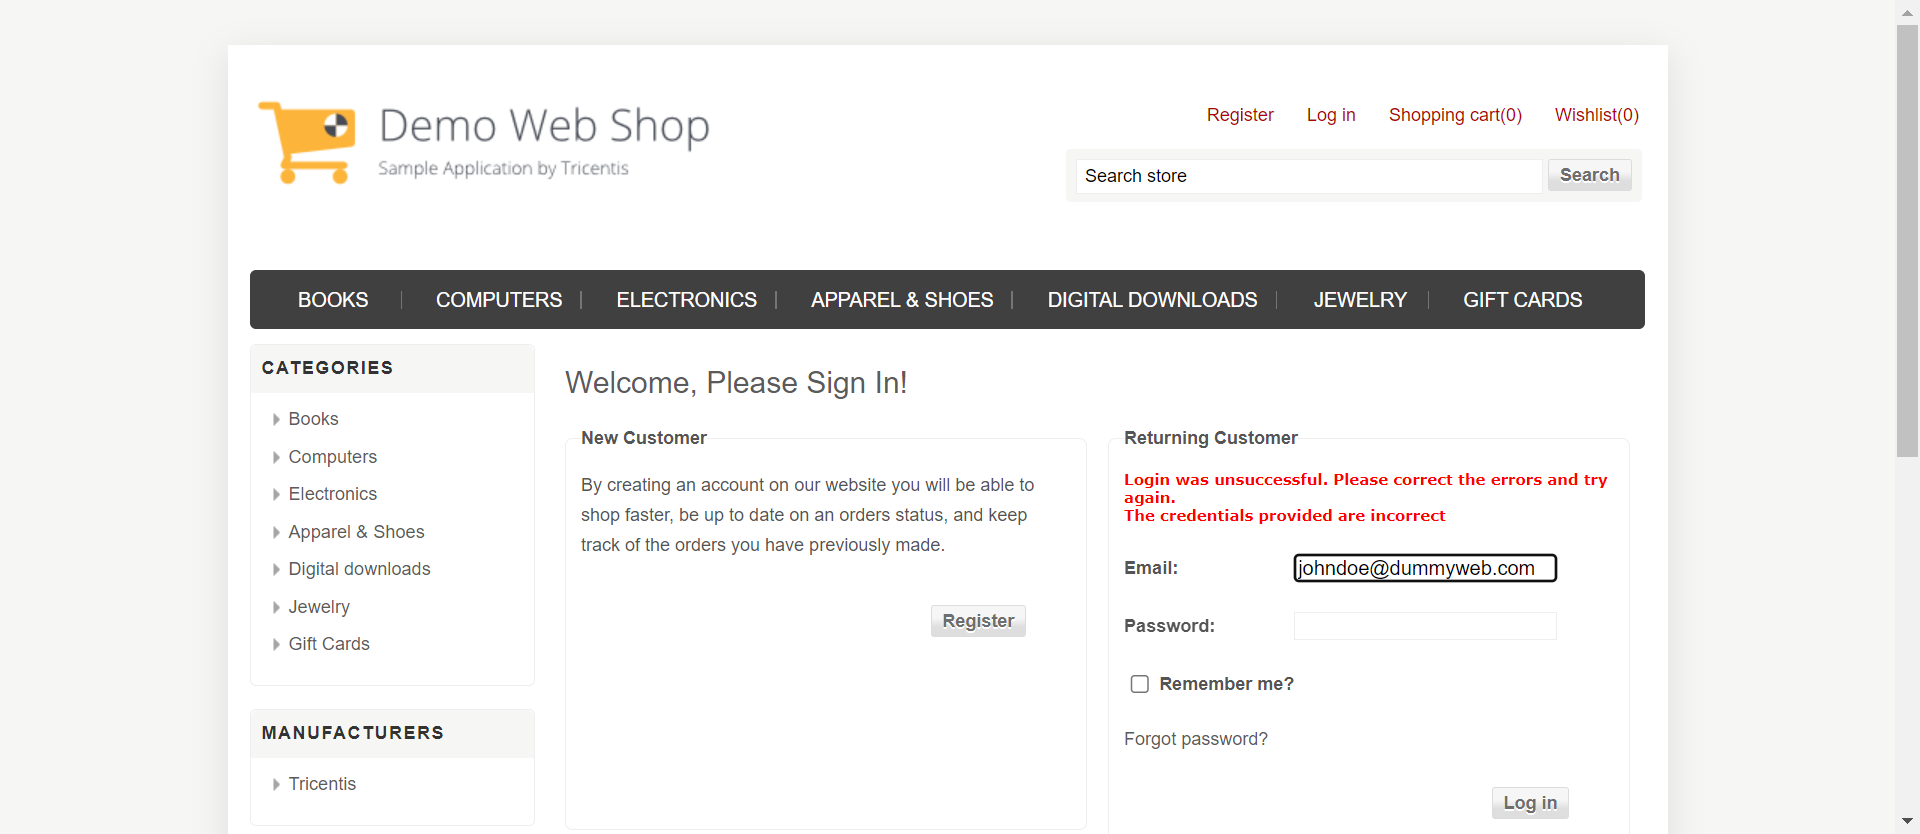 Demo Web Shop
Sample Application by Tricentis
Register Log in Shopping cart(0) Wishlist(0)
Search store Search
BOOKS COMPUTERS ELECTRONICS APPAREL & SHOES DIGITAL DOWNLOADS JEWELRY GIFT CARDS
CATEGORIES
Books
Computers
Electronics
Apparel & Shoes
Digital downloads
Jewelry
Gift Cards
MANUFACTURERS
Tricentis
Welcome, Please Sign In!
New Customer
By creating an account on our website you will be able to
shop faster, be up to date on an orders status, and keep
track of the orders you have previously made.
Register
Returning Customer
Login was unsuccessful. Please correct the errors and try
again.
The credentials provided are incorrect
Email: johndoe@dummyweb.com
Password:
Remember me?
Forgot password?
Log in